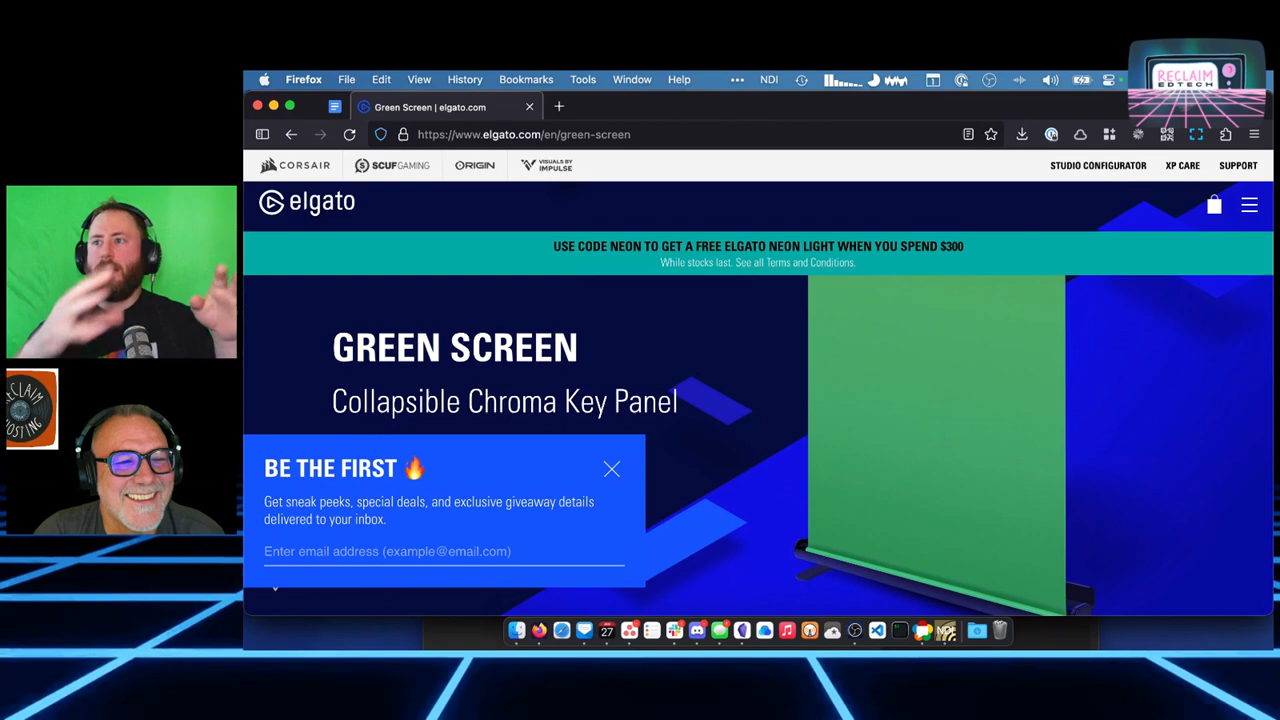 RECLAIM
EDTECH
Firefox File Edit View History Bookmarks Tools Window Help
NDI
Green Screen | elgato.com
https://www.elgato.com/en/green-screen
CORSAIR
SCUF GAMING
ORIGIN
VISUALS BY
IMPULSE
STUDIO CONFIGURATOR XP CARE SUPPORT
elgato
USE CODE NEON TO GET A FREE ELGATO NEON LIGHT WHEN YOU SPEND $300
While stocks last. See all Terms and Conditions.
GREEN SCREEN
Collapsible Chroma Key Panel
BE THE FIRST 🔥
Get sneak peeks, special deals, and exclusive giveaway details
delivered to your inbox.
Enter email address (example@email.com)
RECLAIM
HOSTING
27
NDI